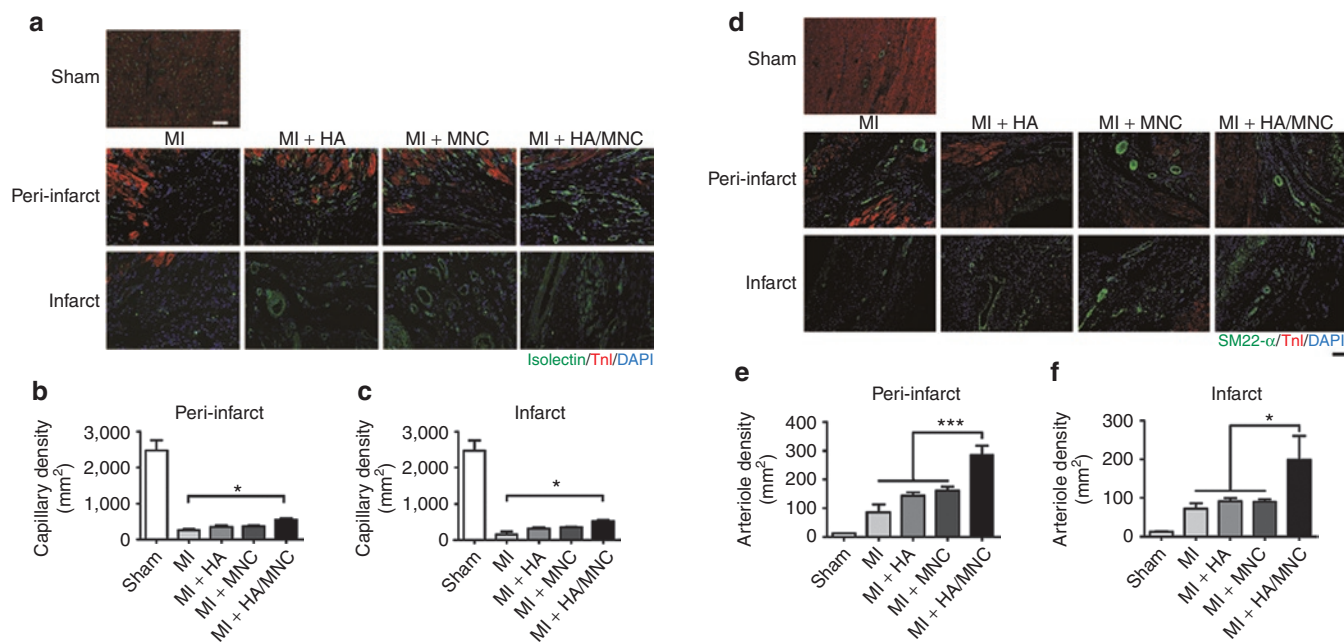 a
Sham
MI MI + HA MI + MNC MI + HA/MNC
Peri-infarct
Infarct
Isolectin/TnI/DAPI
b
Peri-infarct
Capillary density
(mm2)
3,000
2,000
1,000
0
*
Sham
MI
MI + HA
MI + MNC
MI + HA/MNC
c
Infarct
Capillary density
(mm2)
3,000
2,000
1,000
0
*
Sham
MI
MI + HA
MI + MNC
MI + HA/MNC
d
Sham
MI MI + HA MI + MNC MI + HA/MNC
Peri-infarct
Infarct
SM22-α/TnI/DAPI
e
Peri-infarct
Arteriole density
(mm²)
400
300
200
100
0
***
Sham
MI
MI + HA
MI + MNC
MI + HA/MNC
f
Infarct
Arteriole density
(mm²)
300
200
100
0
*
Sham
MI
MI + HA
MI + MNC
MI + HA/MNC